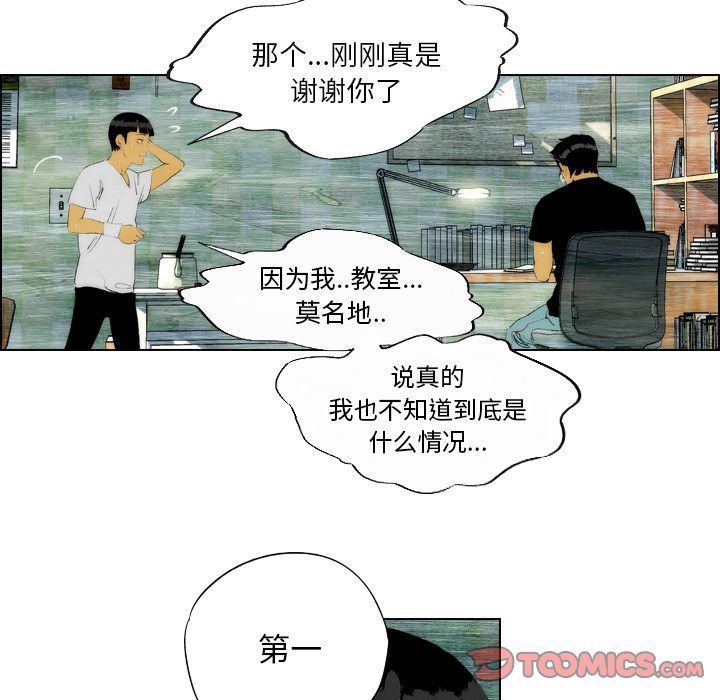 那个...刚刚真是
谢谢你了
因为我..教室...
莫名地..
说真的
我也不知道到底是
什么情况...
第一
TOOMICS.COM